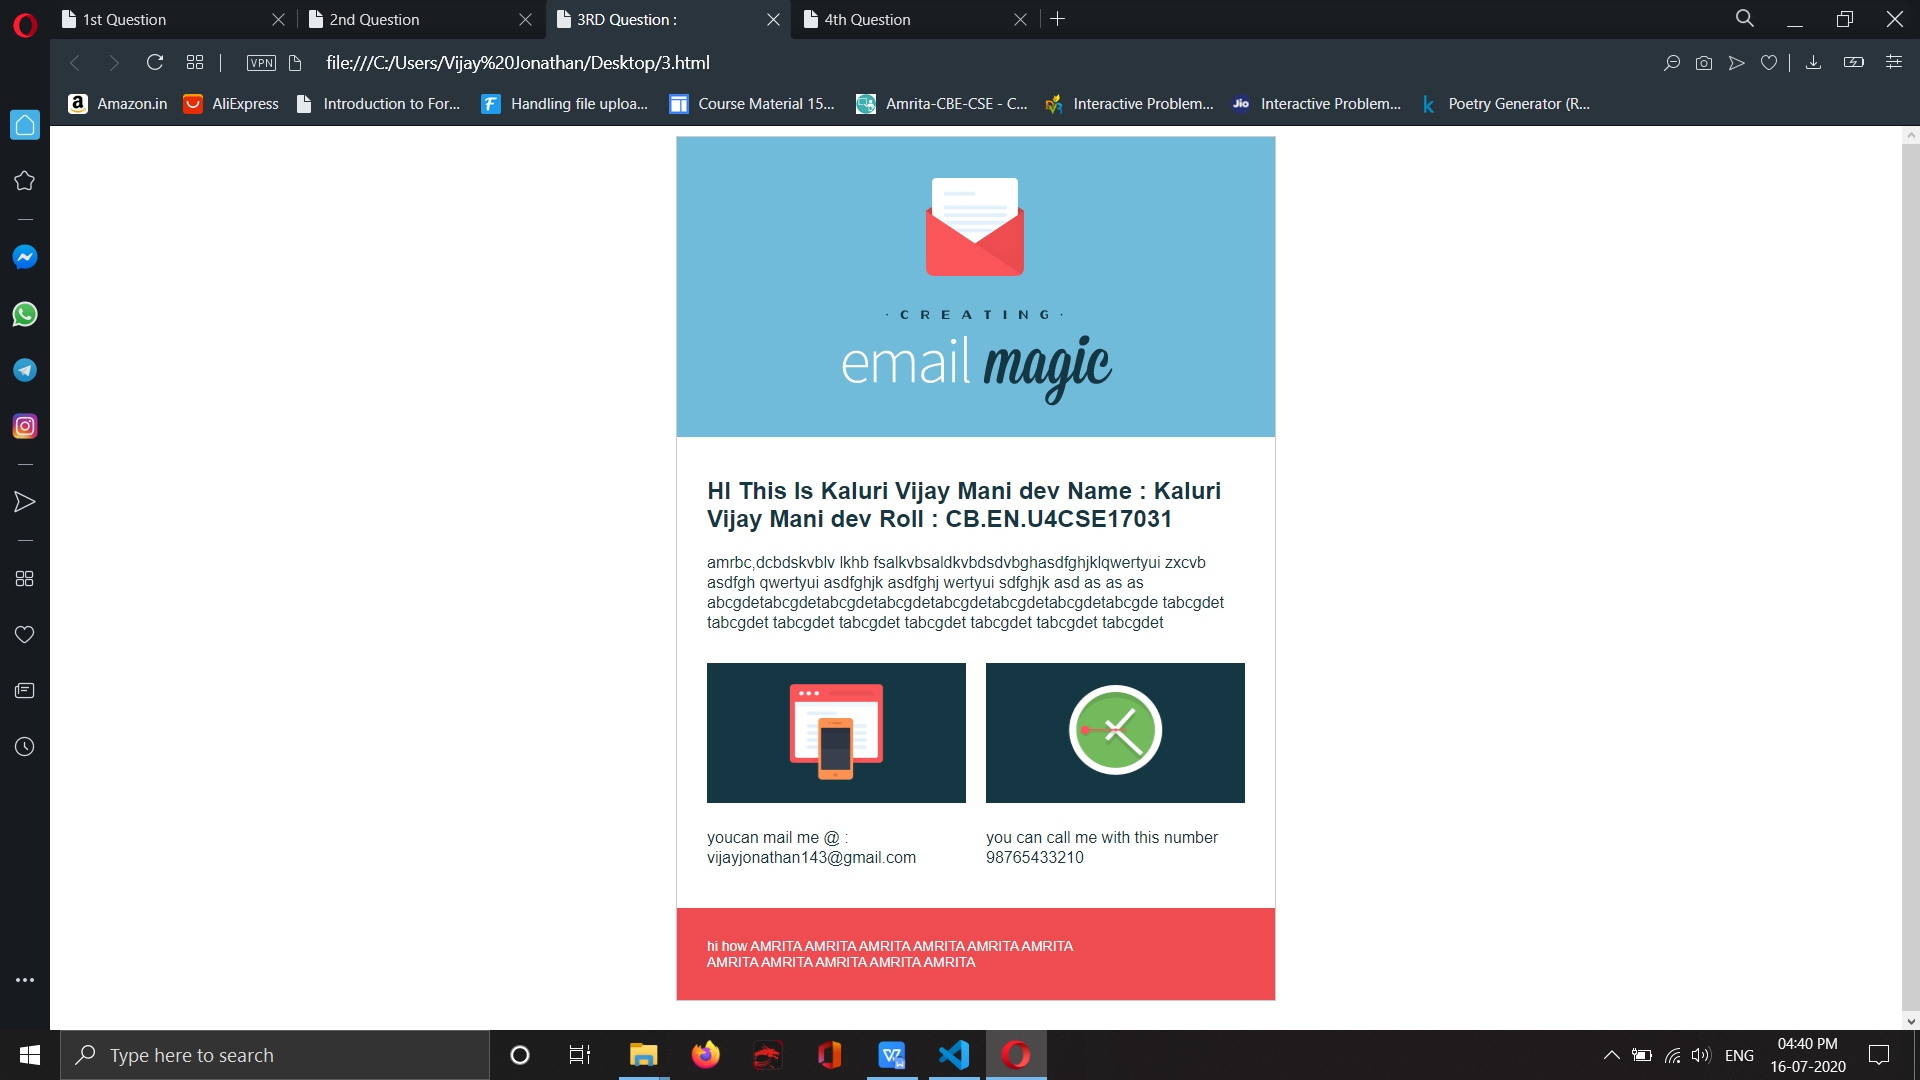 1st Question
2nd Question
3RD Question :
4th Question
VPN
file:///C:/Users/Vijay%20Jonathan/Desktop/3.html
Amazon.in
AliExpress
Introduction to For...
Handling file uploa...
Course Material 15...
Amrita-CBE-CSE - C...
Interactive Problem...
Jio
Interactive Problem...
Poetry Generator (R...
· CREATING ·
email magic
HI This Is Kaluri Vijay Mani dev Name : Kaluri
Vijay Mani dev Roll : CB.EN.U4CSE17031
amrbc,dcbdskvblv lkhb fsalkvbsaldkvbdsdvbghasdfghjklqwertyui zxcvb
asdfgh qwertyui asdfghjk asdfghj wertyui sdfghjk asd as as as
abcgdetabcgdetabcgdetabcgdetabcgdetabcgdetabcgdetabcgde tabcgdet
tabcgdet tabcgdet tabcgdet tabcgdet tabcgdet tabcgdet tabcgdet
youcan mail me @ :
vijayjonathan143@gmail.com
you can call me with this number
98765433210
hi how AMRITA AMRITA AMRITA AMRITA AMRITA AMRITA
AMRITA AMRITA AMRITA AMRITA AMRITA
Type here to search
ENG
04:40 PM
16-07-2020